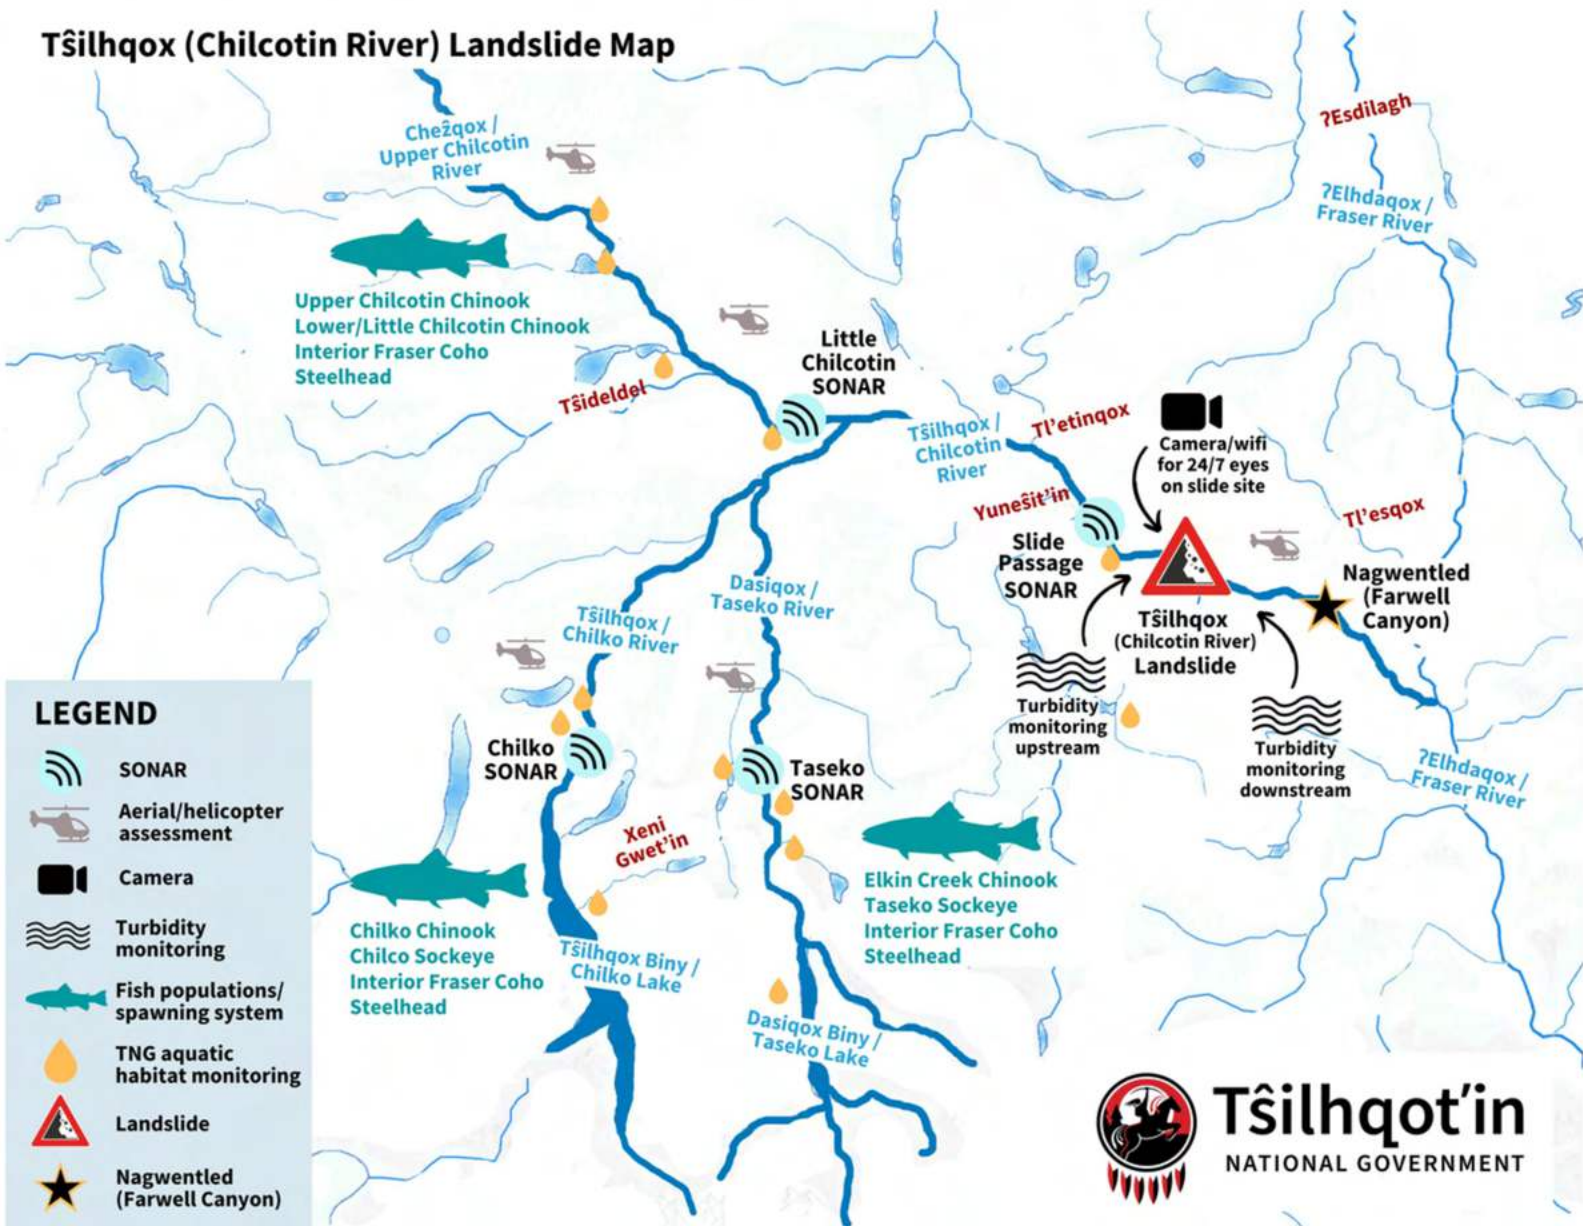 Tŝilhqox (Chilcotin River) Landslide Map
Cheẑqox /
Upper Chilcotin
River
Upper Chilcotin Chinook
Lower/Little Chilcotin Chinook
Interior Fraser Coho
Steelhead
Tŝideldel
Little
Chilcotin
SONAR
Tŝilhqox /
Chilcotin
River
Tl'etinqox
Yuneŝit'in
Slide
Passage
SONAR
Camera/wifi
for 24/7 eyes
on slide site
ʔEsdilagh
ʔElhdaqox /
Fraser River
Tl'esqox
Nagwentled
(Farwell
Canyon)
Tŝilhqox
(Chilcotin River)
Landslide
Turbidity
monitoring
upstream
Turbidity
monitoring
downstream
ʔElhdaqox /
Fraser River
Dasiqox /
Taseko River
Tŝilhqox /
Chilko River
Chilko
SONAR
Taseko
SONAR
Xeni
Gwet'in
Elkin Creek Chinook
Taseko Sockeye
Interior Fraser Coho
Steelhead
Chilko Chinook
Chilco Sockeye
Interior Fraser Coho
Steelhead
Tŝilhqox Biny /
Chilko Lake
Dasiqox Biny /
Taseko Lake
LEGEND
SONAR
Aerial/helicopter
assessment
Camera
Turbidity
monitoring
Fish populations/
spawning system
TNG aquatic
habitat monitoring
Landslide
Nagwentled
(Farwell Canyon)
Tŝilhqot'in
NATIONAL GOVERNMENT